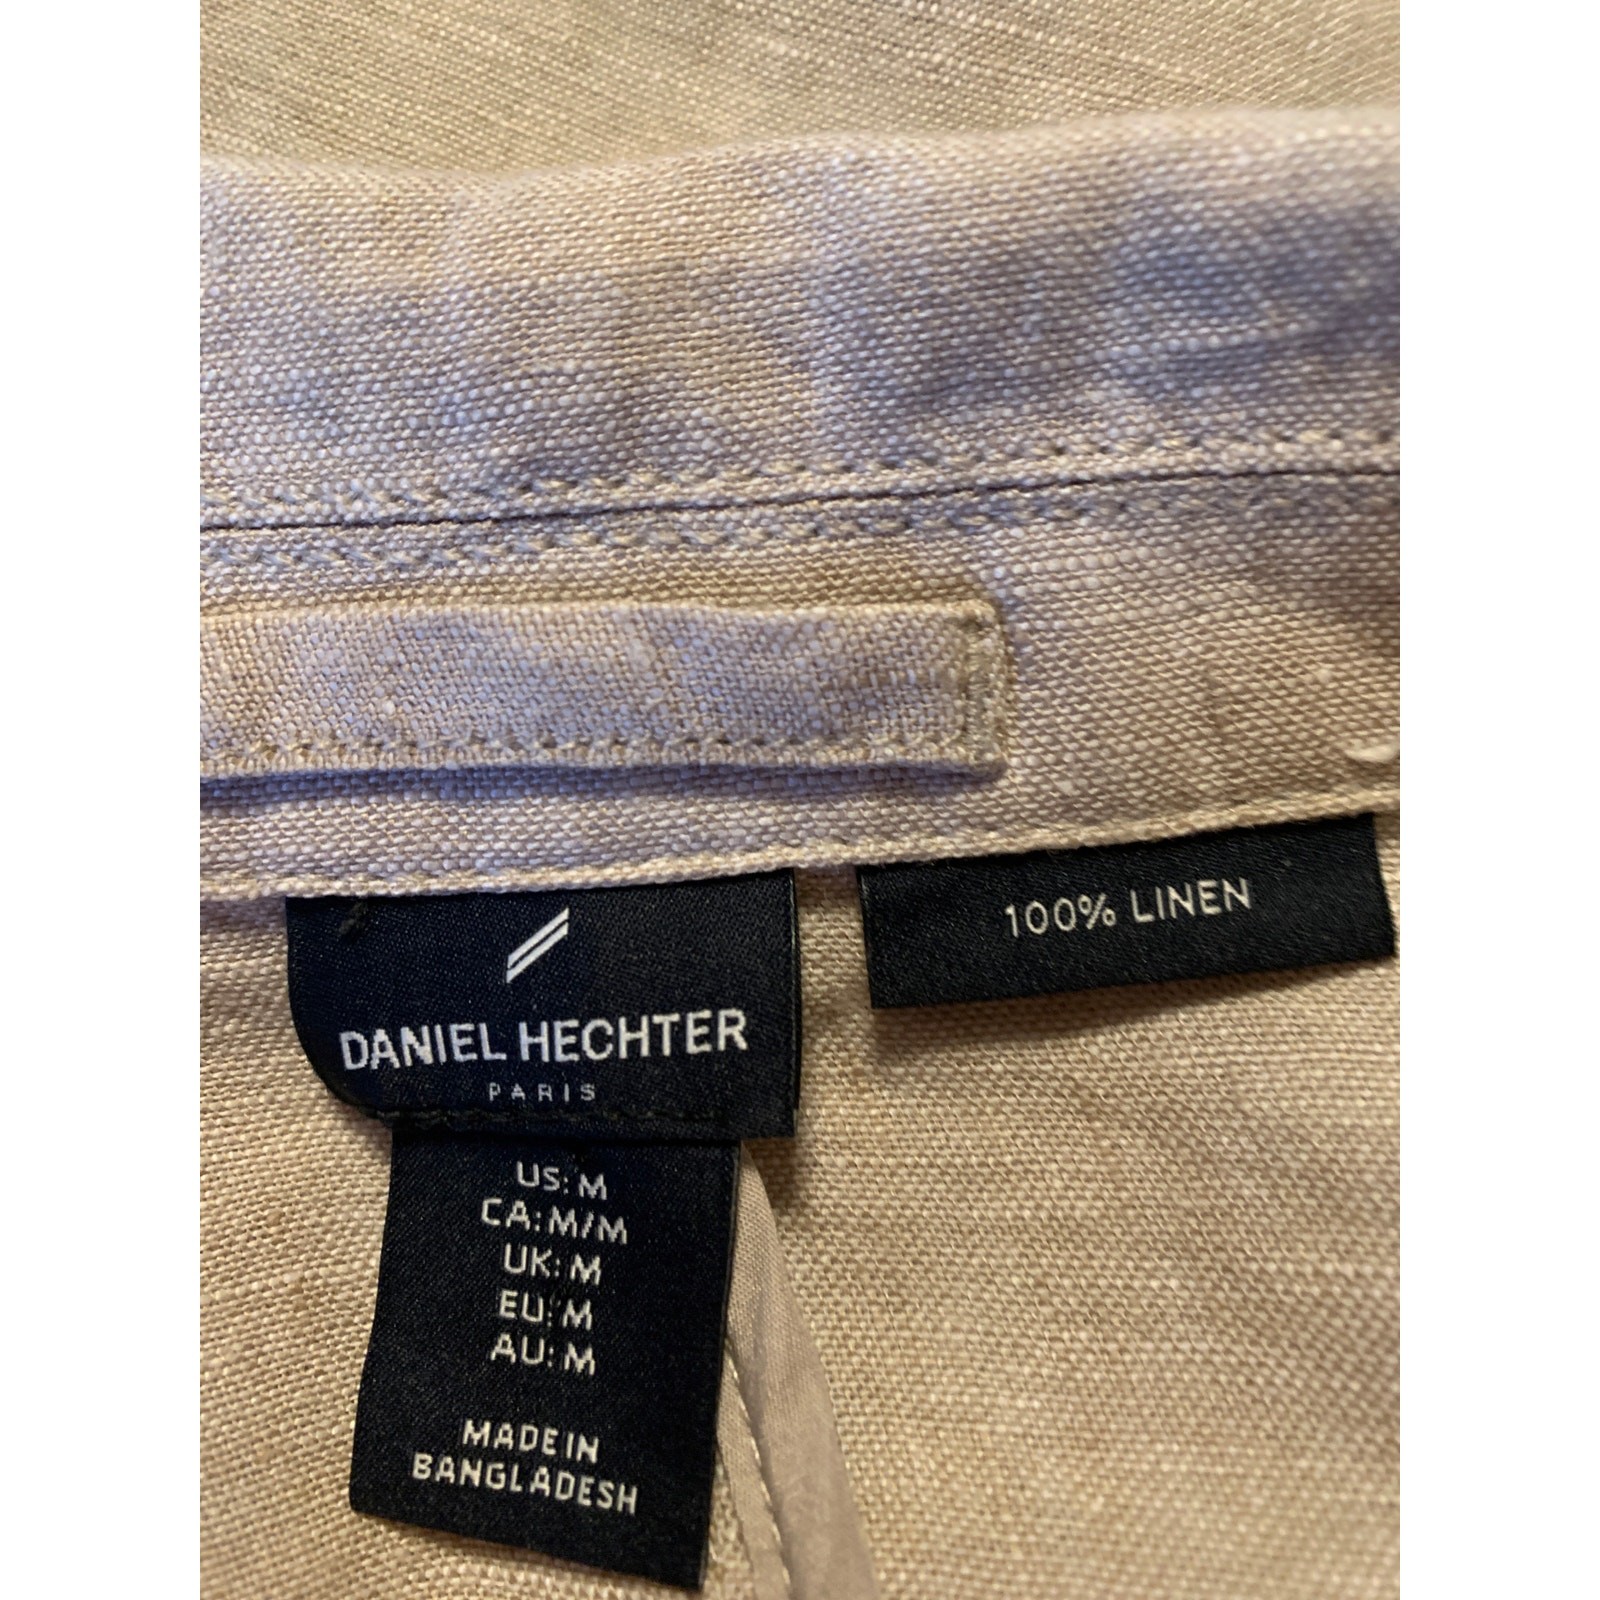 DANIEL HECHTER
PARIS
US: M
CA: M/M
UK: M
EU: M
AU: M
MADE IN
BANGLADESH
100% LINEN